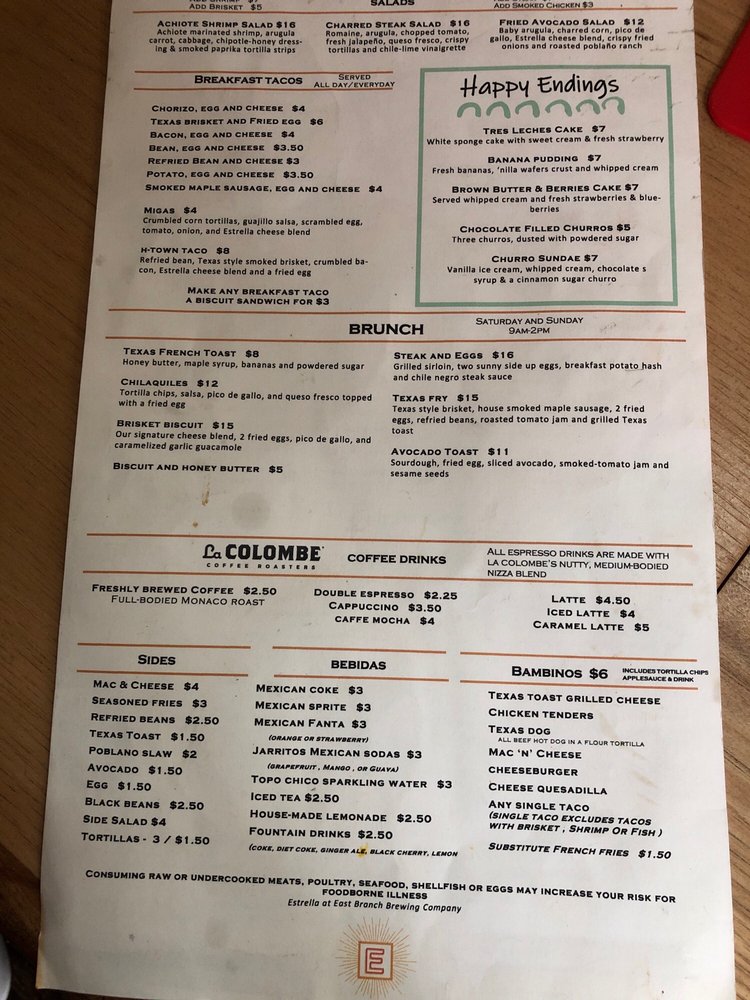 ADD BRISKET $5
SALADS
ADD SMOKED CHICKEN $3
ACHIOTE SHRIMP SALAD $16
Achiote marinated shrimp, arugula
carrot, cabbage, chipotle-honey dress-
ing & smoked paprika tortilla strips
CHARRED STEAK SALAD $16
Romaine, arugula, chopped tomato,
fresh jalapeño, queso fresco, crispy
tortillas and chile-lime vinaigrette
FRIED AVOCADO SALAD $12
Baby arugula, charred corn, pico de
gallo, Estrella cheese blend, crispy fried
onions and roasted poblaño ranch
BREAKFAST TACOS
SERVED
ALL DAY/EVERYDAY
CHORIZO, EGG AND CHEESE $4
TEXAS BRISKET AND FRIED EGG $6
BACON, EGG AND CHEESE $4
BEAN, EGG AND CHEESE $3.50
REFRIED BEAN AND CHEESE $3
POTATO, EGG AND CHEESE $3.50
SMOKED MAPLE SAUSAGE, EGG AND CHEESE $4
MIGAS $4
Crumbled corn tortillas, guajillo salsa, scrambled egg,
tomato, onion, and Estrella cheese blend
H-TOWN TACO $8
Refried bean, Texas style smoked brisket, crumbled ba-
con, Estrella cheese blend and a fried egg
MAKE ANY BREAKFAST TACO
A BISCUIT SANDWICH FOR $3
Happy Endings
TRES LECHES CAKE $7
White sponge cake with sweet cream & fresh strawberry
BANANA PUDDING $7
Fresh bananas, 'nilla wafers crust and whipped cream
BROWN BUTTER & BERRIES CAKE $7
Served whipped cream and fresh strawberries & blue-
berries
CHOCOLATE FILLED CHURROS $5
Three churros, dusted with powdered sugar
CHURRO SUNDAE $7
Vanilla ice cream, whipped cream, chocolate s
syrup & a cinnamon sugar churro
BRUNCH
SATURDAY AND SUNDAY
9AM-2PM
TEXAS FRENCH TOAST $8
Honey butter, maple syrup, bananas and powdered sugar
CHILAQUILES $12
Tortilla chips, salsa, pico de gallo, and queso fresco topped
with a fried egg
BRISKET BISCUIT $15
Our signature cheese blend, 2 fried eggs, pico de gallo, and
caramelized garlic guacamole
BISCUIT AND HONEY BUTTER $5
STEAK AND EGGS $16
Grilled sirloin, two sunny side up eggs, breakfast potato hash
and chile negro steak sauce
TEXAS FRY $15
Texas style brisket, house smoked maple sausage, 2 fried
eggs, refried beans, roasted tomato jam and grilled Texas
toast
AVOCADO TOAST $11
Sourdough, fried egg, sliced avocado, smoked-tomato jam and
sesame seeds
La COLOMBE
COFFEE ROASTERS
COFFEE DRINKS
ALL ESPRESSO DRINKS ARE MADE WITH
LA COLOMBE'S NUTTY, MEDIUM-BODIED
NIZZA BLEND
FRESHLY BREWED COFFEE $2.50
FULL-BODIED MONACO ROAST
DOUBLE ESPRESSO $2.25
CAPPUCCINO $3.50
CAFFE MOCHA $4
LATTE $4.50
ICED LATTE $4
CARAMEL LATTE $5
SIDES
MAC & CHEESE $4
SEASONED FRIES $3
REFRIED BEANS $2.50
TEXAS TOAST $1.50
POBLANO SLAW $2
AVOCADO $1.50
EGG $1.50
BLACK BEANS $2.50
SIDE SALAD $4
TORTILLAS - 3 / $1.50
BEBIDAS
MEXICAN COKE $3
MEXICAN SPRITE $3
MEXICAN FANTA $3
(ORANGE OR STRAWBERRY)
JARRITOS MEXICAN SODAS $3
(GRAPEFRUIT, MANGO, OR GUAVA)
TOPO CHICO SPARKLING WATER $3
ICED TEA $2.50
HOUSE-MADE LEMONADE $2.50
FOUNTAIN DRINKS $2.50
(COKE, DIET COKE, GINGER ALE, BLACK CHERRY, LEMON
BAMBINOS $6
INCLUDES TORTILLA CHIPS
APPLESAUCE & DRINK
TEXAS TOAST GRILLED CHEESE
CHICKEN TENDERS
TEXAS DOG
ALL BEEF HOT DOG IN A FLOUR TORTILLA
MAC 'N' CHEESE
CHEESEBURGER
CHEESE QUESADILLA
ANY SINGLE TACO
(SINGLE TACO EXCLUDES TACOS
WITH BRISKET, SHRIMP OR FISH)
SUBSTITUTE FRENCH FRIES $1.50
CONSUMING RAW OR UNDERCOOKED MEATS, POULTRY, SEAFOOD, SHELLFISH OR EGGS MAY INCREASE YOUR RISK FOR
FOODBORNE ILLNESS
Estrella at East Branch Brewing Company
E